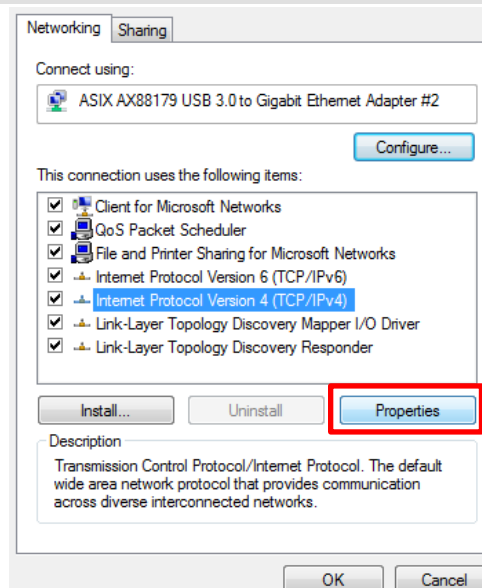 Networking Sharing
Connect using:
ASIX AX88179 USB 3.0 to Gigabit Ethernet Adapter #2
Configure...
This connection uses the following items:
Client for Microsoft Networks
QoS Packet Scheduler
File and Printer Sharing for Microsoft Networks
Internet Protocol Version 6 (TCP/IPv6)
Internet Protocol Version 4 (TCP/IPv4)
Link-Layer Topology Discovery Mapper I/O Driver
Link-Layer Topology Discovery Responder
Install... Uninstall Properties
Description
Transmission Control Protocol/Internet Protocol. The default
wide area network protocol that provides communication
across diverse interconnected networks.
OK Cancel